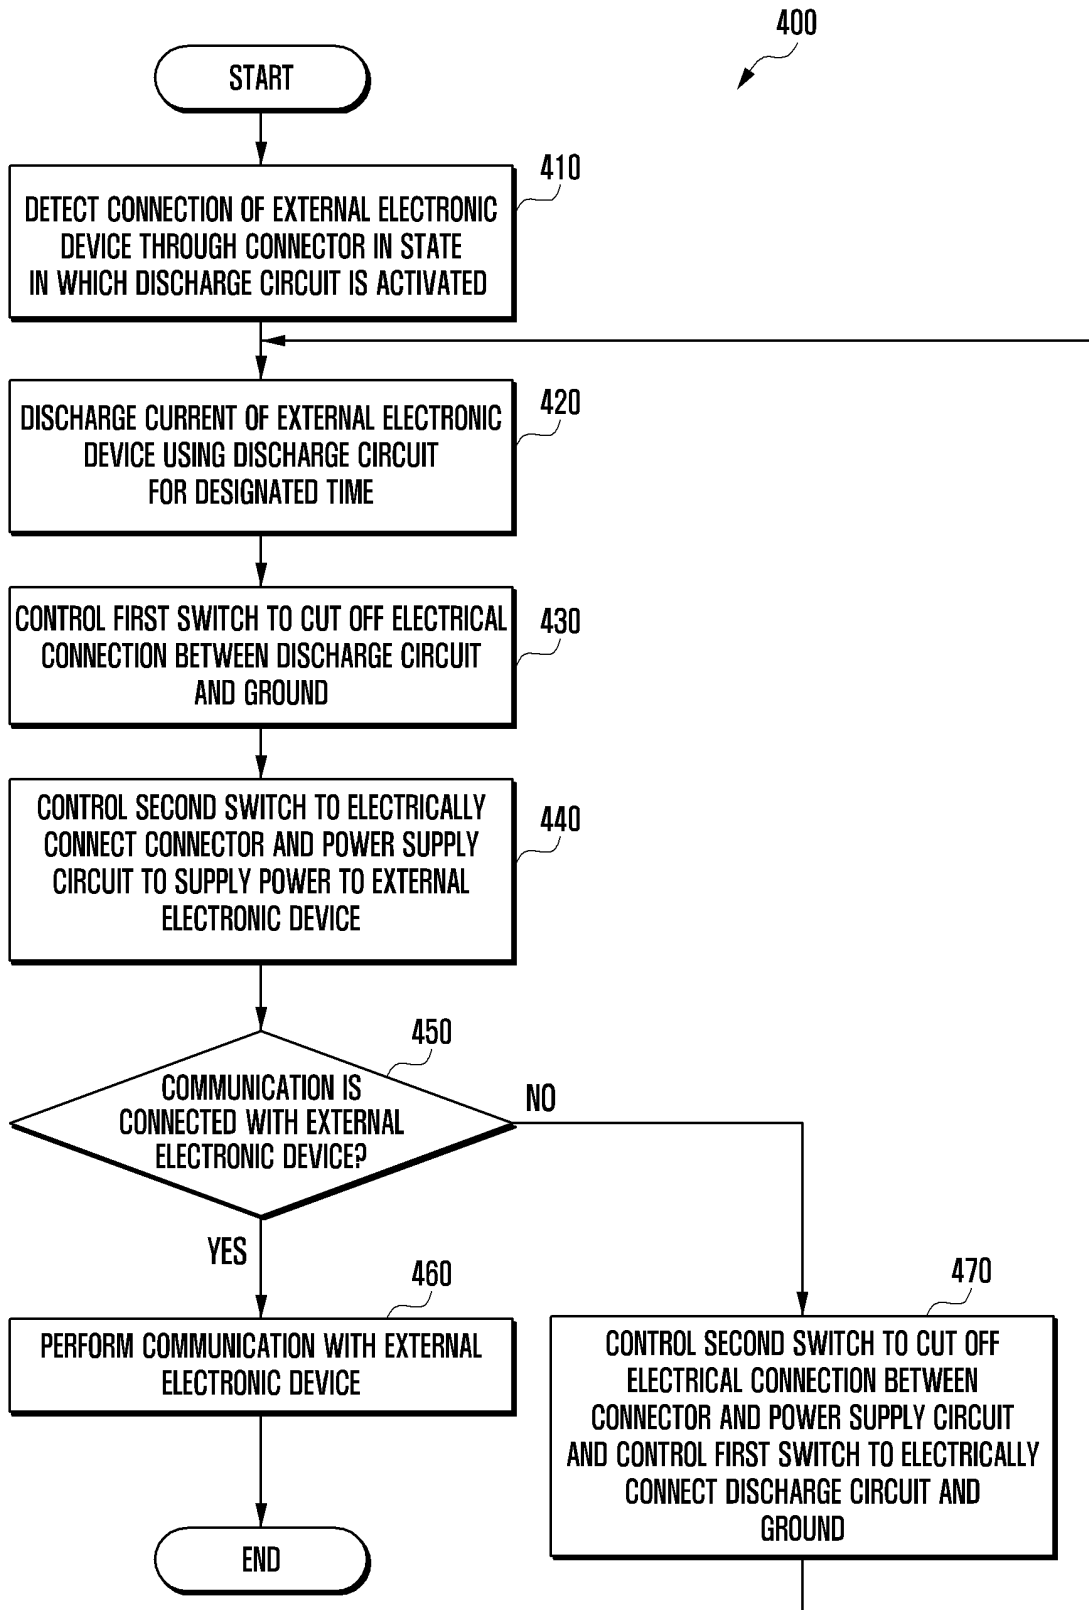 400
START
410
DETECT CONNECTION OF EXTERNAL ELECTRONIC
DEVICE THROUGH CONNECTOR IN STATE
IN WHICH DISCHARGE CIRCUIT IS ACTIVATED
420
DISCHARGE CURRENT OF EXTERNAL ELECTRONIC
DEVICE USING DISCHARGE CIRCUIT
FOR DESIGNATED TIME
430
CONTROL FIRST SWITCH TO CUT OFF ELECTRICAL
CONNECTION BETWEEN DISCHARGE CIRCUIT
AND GROUND
440
CONTROL SECOND SWITCH TO ELECTRICALLY
CONNECT CONNECTOR AND POWER SUPPLY
CIRCUIT TO SUPPLY POWER TO EXTERNAL
ELECTRONIC DEVICE
450
COMMUNICATION IS
CONNECTED WITH EXTERNAL
ELECTRONIC DEVICE?
NO
YES
460
PERFORM COMMUNICATION WITH EXTERNAL
ELECTRONIC DEVICE
470
CONTROL SECOND SWITCH TO CUT OFF
ELECTRICAL CONNECTION BETWEEN
CONNECTOR AND POWER SUPPLY CIRCUIT
AND CONTROL FIRST SWITCH TO ELECTRICALLY
CONNECT DISCHARGE CIRCUIT AND
GROUND
END